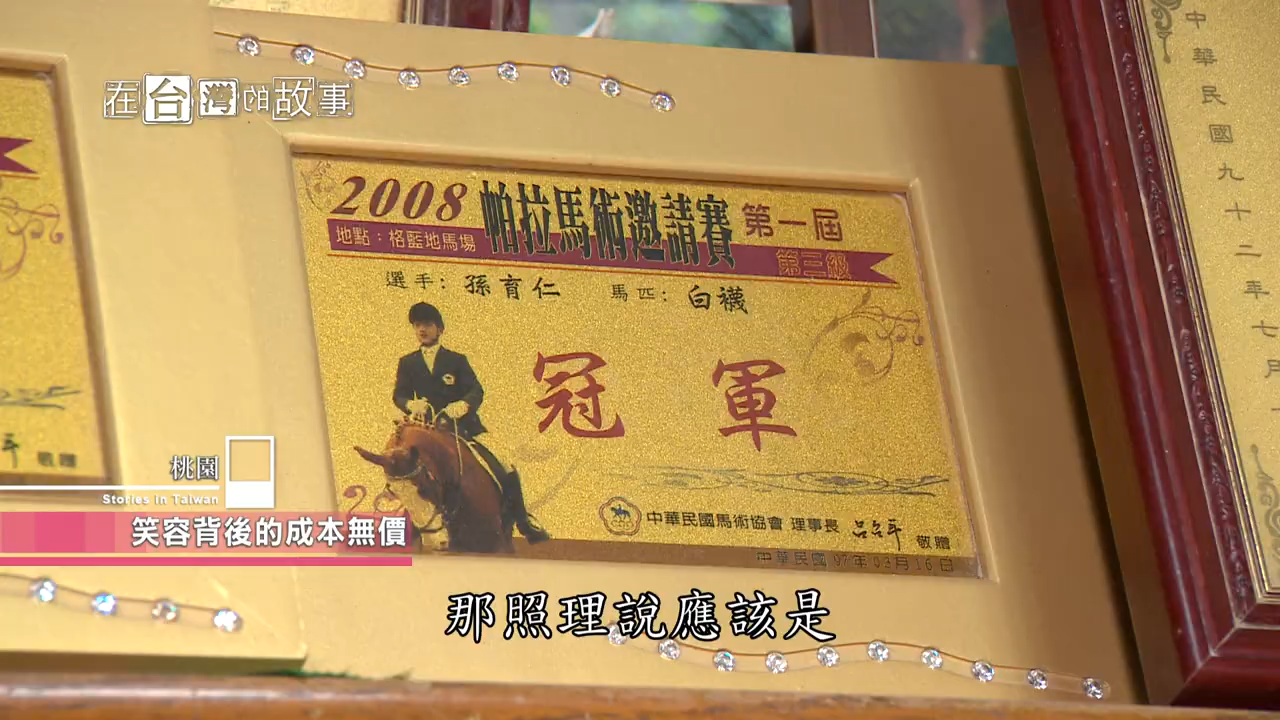 在台灣的故事
2008 帕拉馬術邀請賽 第一屆
地點：格藍地馬場
第三級
選手：孫育仁 馬匹：白襪
冠軍
中華民國馬術協會 理事長 呂台年 敬贈
中華民國 97年03月16日
敬贈
中華民國九十二年七月
桃園
Stories in Taiwan
笑容背後的成本無價
那照理說應該是